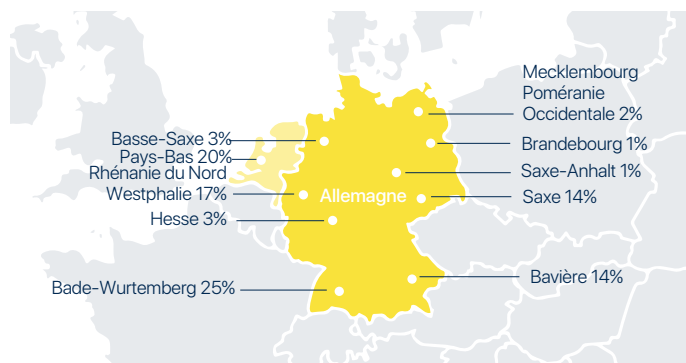 Mecklembourg
Poméranie
Occidentale 2%
Basse-Saxe 3%
Brandebourg 1%
Pays-Bas 20%
Rhénanie du Nord
Westphalie 17%
Saxe-Anhalt 1%
Allemagne
Saxe 14%
Hesse 3%
Bavière 14%
Bade-Wurtemberg 25%